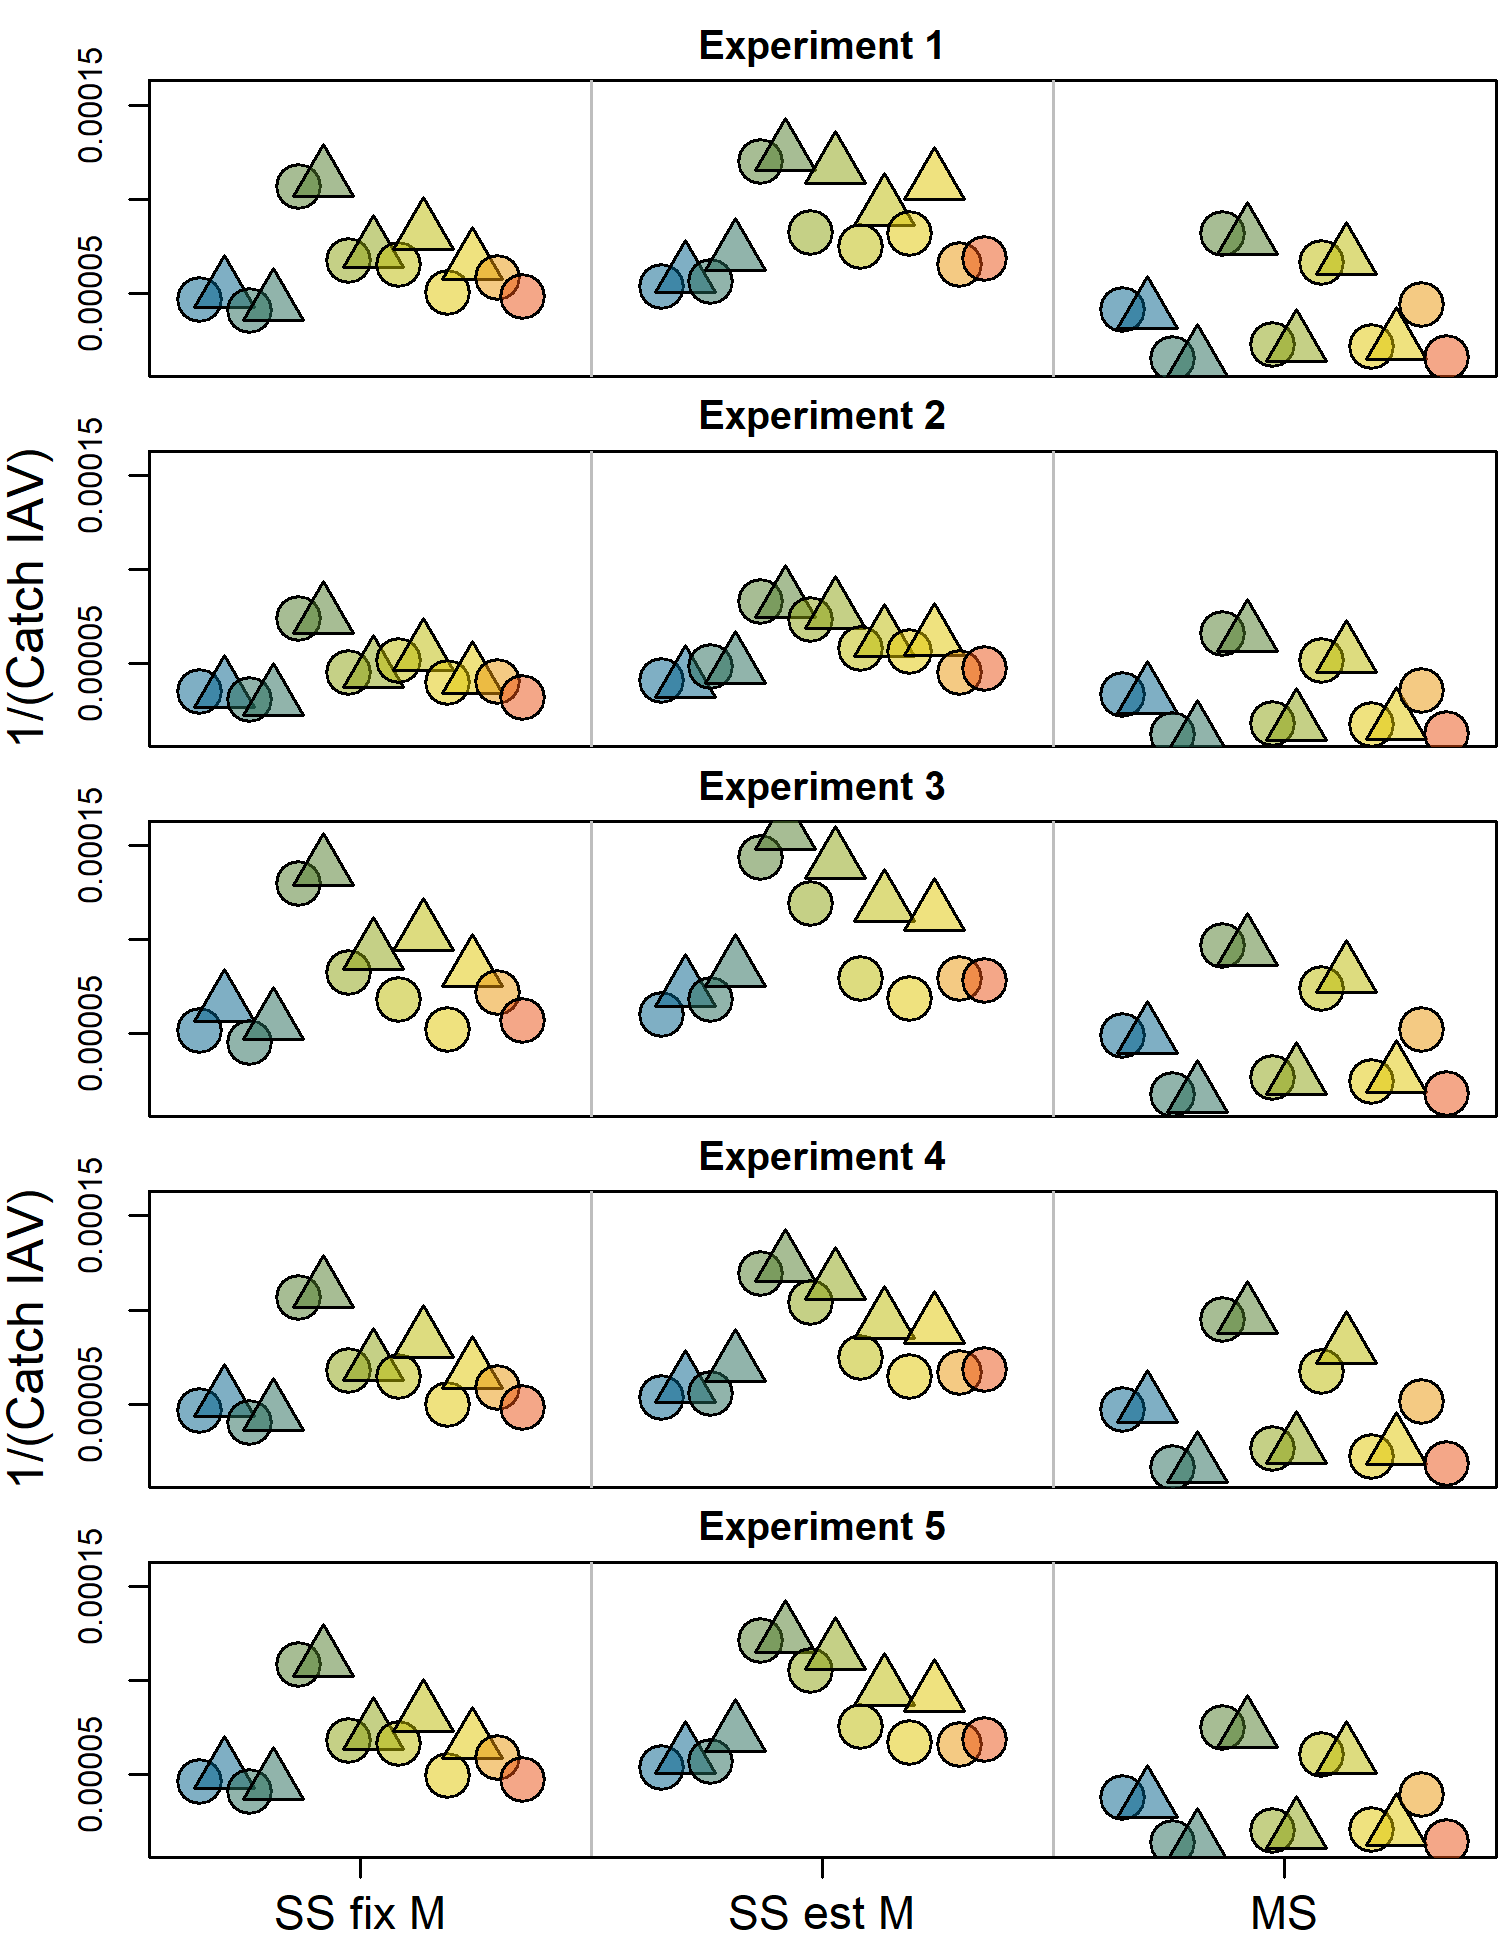 Experiment 1
0.00015
0.00005
Experiment 2
0.00015
0.00005
1/(Catch IAV)
Experiment 3
0.00015
0.00005
Experiment 4
0.00015
0.00005
1/(Catch IAV)
Experiment 5
0.00015
0.00005
SS fix M
SS est M
MS